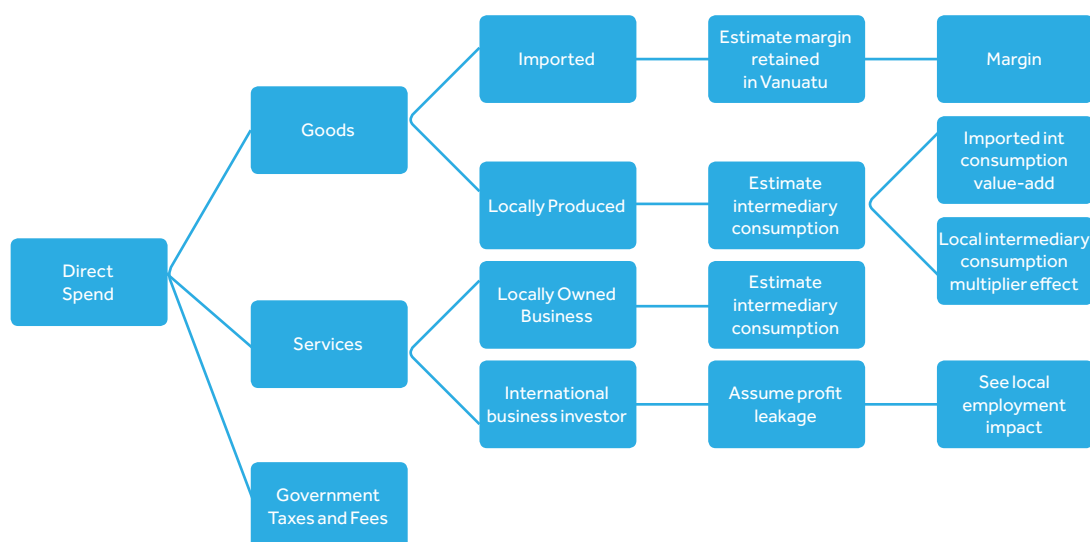 Imported
Estimate margin
retained
in Vanuatu
Margin
Goods
Imported int
consumption
value-add
Locally Produced
Estimate
intermediary
consumption
Local intermediary
consumption
multiplier effect
Direct
Spend
Services
Locally Owned
Business
Estimate
intermediary
consumption
International
business investor
Assume profit
leakage
See local
employment
impact
Government
Taxes and Fees